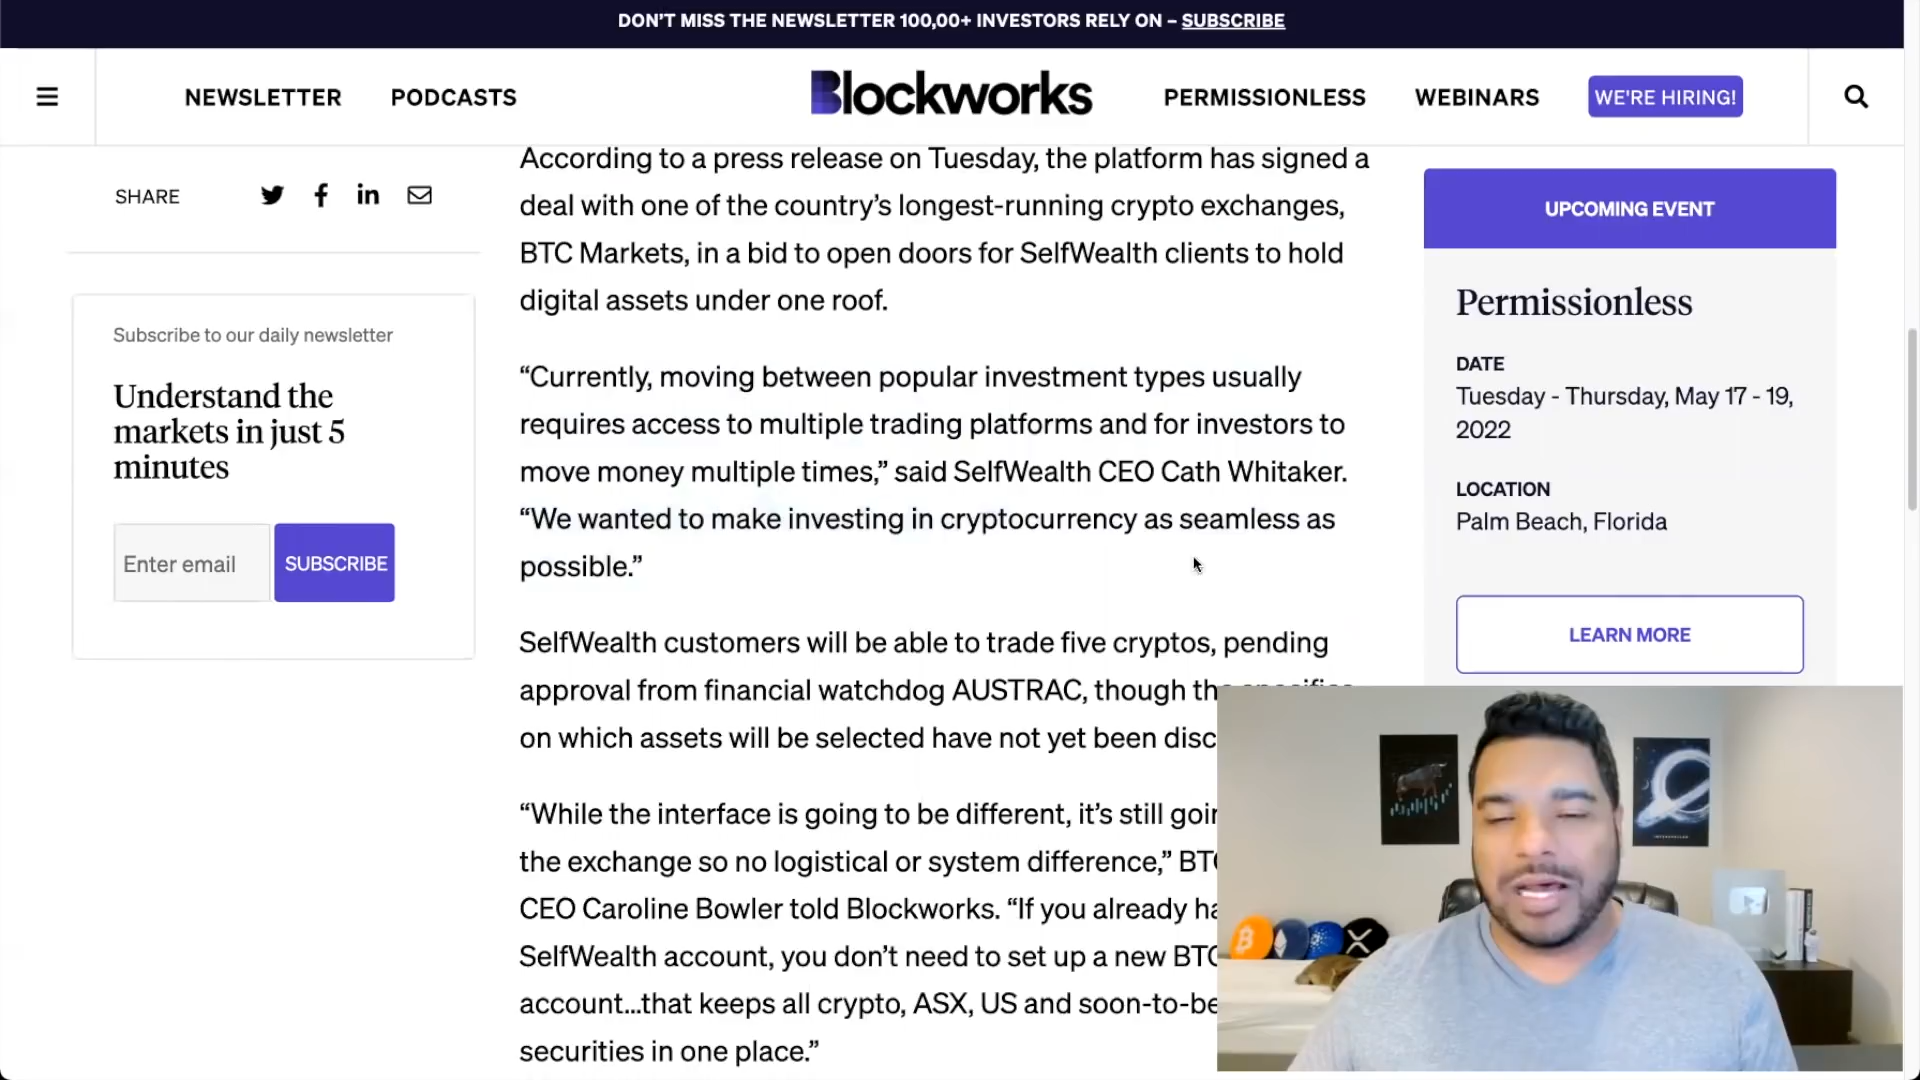 DON'T MISS THE NEWSLETTER 100,00+ INVESTORS RELY ON – SUBSCRIBE
NEWSLETTER
PODCASTS
Blockworks
PERMISSIONLESS
WEBINARS
WE'RE HIRING!
SHARE
Subscribe to our daily newsletter
Understand the
markets in just 5
minutes
Enter email
SUBSCRIBE
According to a press release on Tuesday, the platform has signed a
deal with one of the country’s longest-running crypto exchanges,
BTC Markets, in a bid to open doors for SelfWealth clients to hold
digital assets under one roof.
“Currently, moving between popular investment types usually
requires access to multiple trading platforms and for investors to
move money multiple times,” said SelfWealth CEO Cath Whitaker.
“We wanted to make investing in cryptocurrency as seamless as
possible.”
SelfWealth customers will be able to trade five cryptos, pending
approval from financial watchdog AUSTRAC, though the specifics
on which assets will be selected have not yet been disc
“While the interface is going to be different, it’s still goin
the exchange so no logistical or system difference,” BTC
CEO Caroline Bowler told Blockworks. “If you already ha
SelfWealth account, you don’t need to set up a new BTC
account…that keeps all crypto, ASX, US and soon-to-be
securities in one place.”
UPCOMING EVENT
Permissionless
DATE
Tuesday - Thursday, May 17 - 19,
2022
LOCATION
Palm Beach, Florida
LEARN MORE